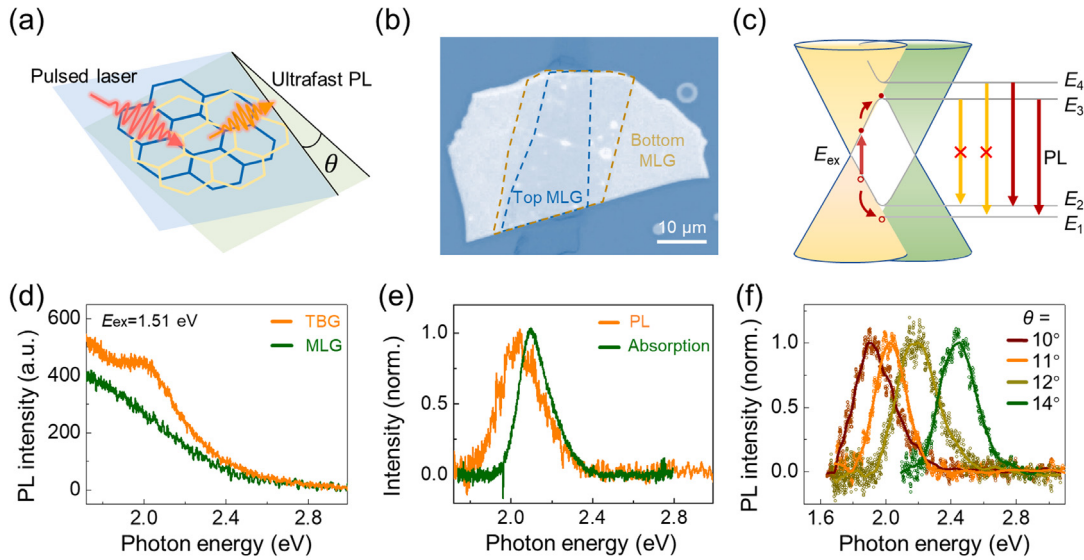 (a)
Pulsed laser
Ultrafast PL
θ
(b)
Bottom
MLG
Top MLG
10 μm
(c)
E4
E3
Eex
PL
E2
E1
(d)
600
400
200
0
PL intensity (a.u.)
Eex=1.51 eV
TBG
MLG
2.0
2.4
2.8
Photon energy (eV)
(e)
1.0
0.5
0.0
Intensity (norm.)
PL
Absorption
2.0
2.4
2.8
Photon energy (eV)
(f)
1.0
0.5
0.0
PL intensity (norm.)
θ =
10°
11°
12°
14°
1.6
2.0
2.4
2.8
Photon energy (eV)